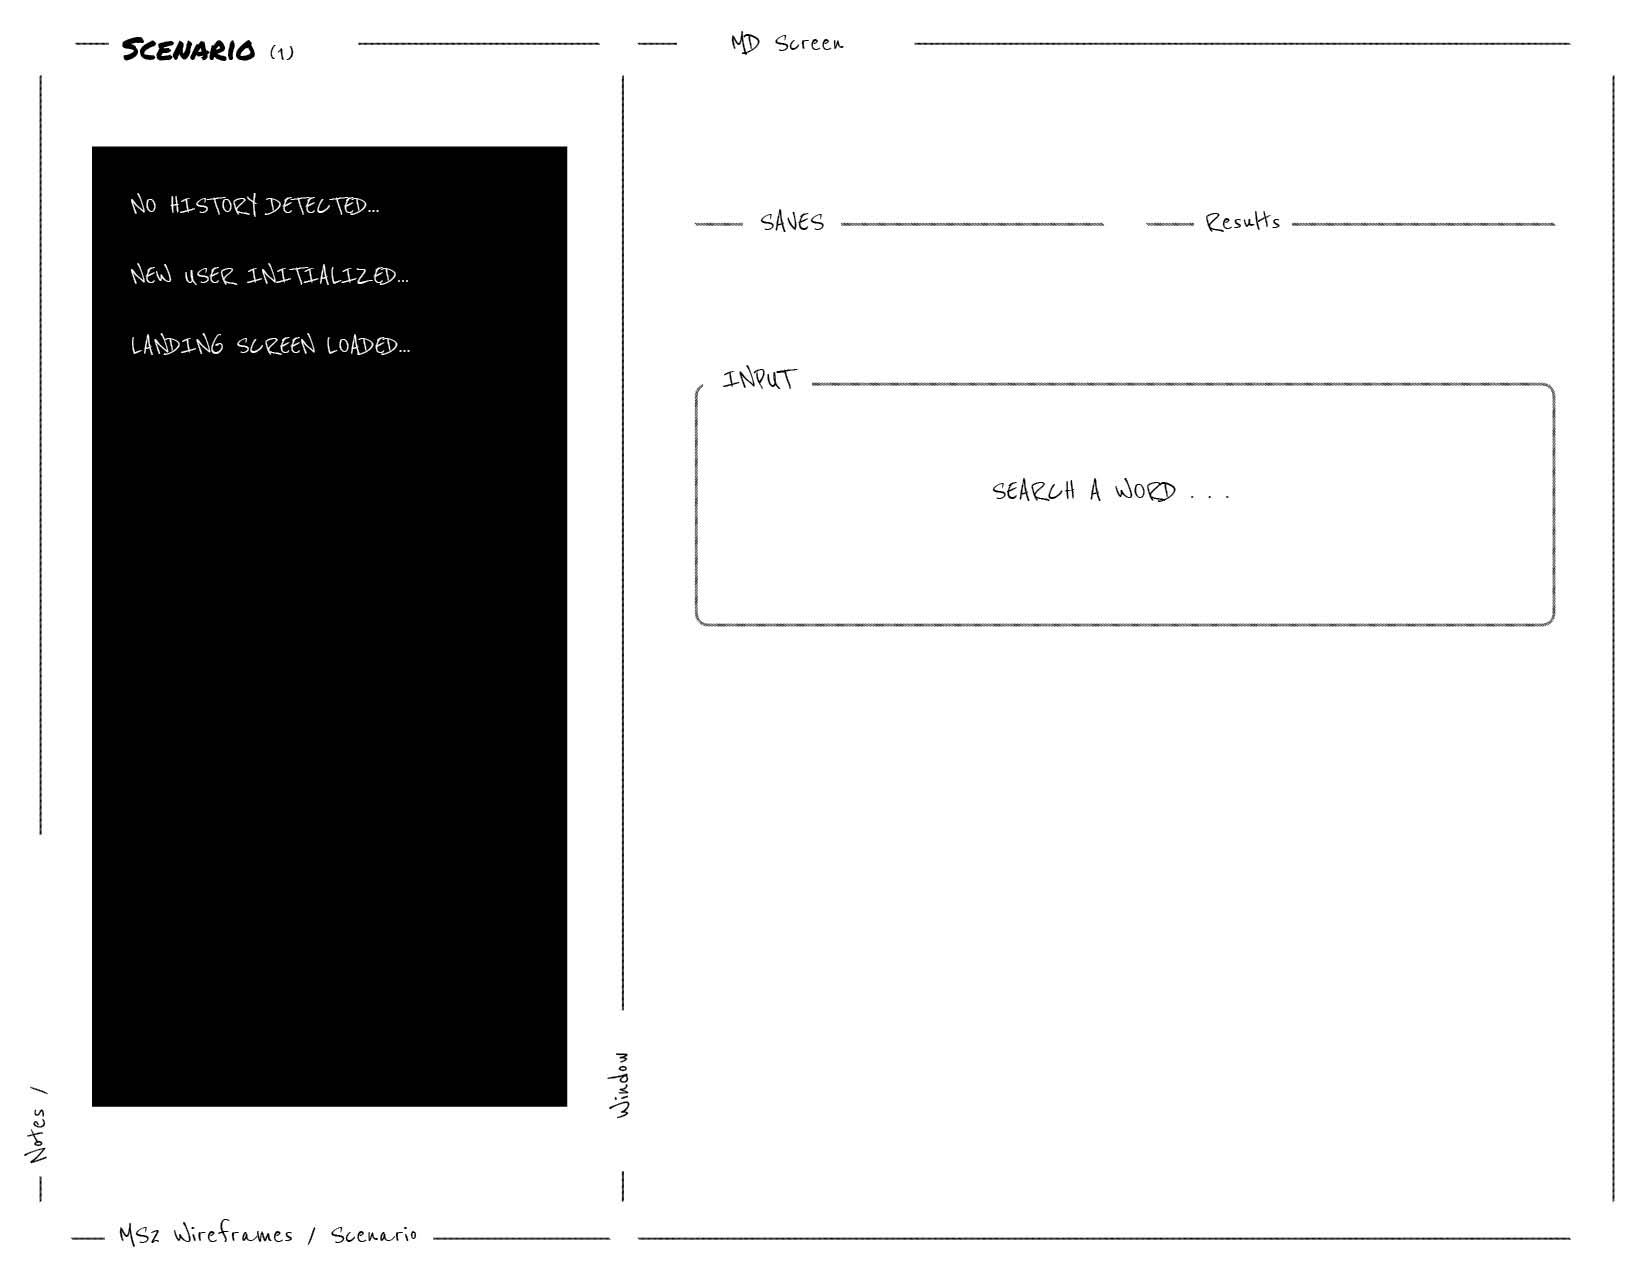 Scenario (1)
MD Screen
NO HISTORY DETECTED...
NEW USER INITIALIZED...
LANDING SCREEN LOADED...
SAVES
Results
INPUT
SEARCH A WORD . . .
Window
Notes /
MS2 Wireframes / Scenario